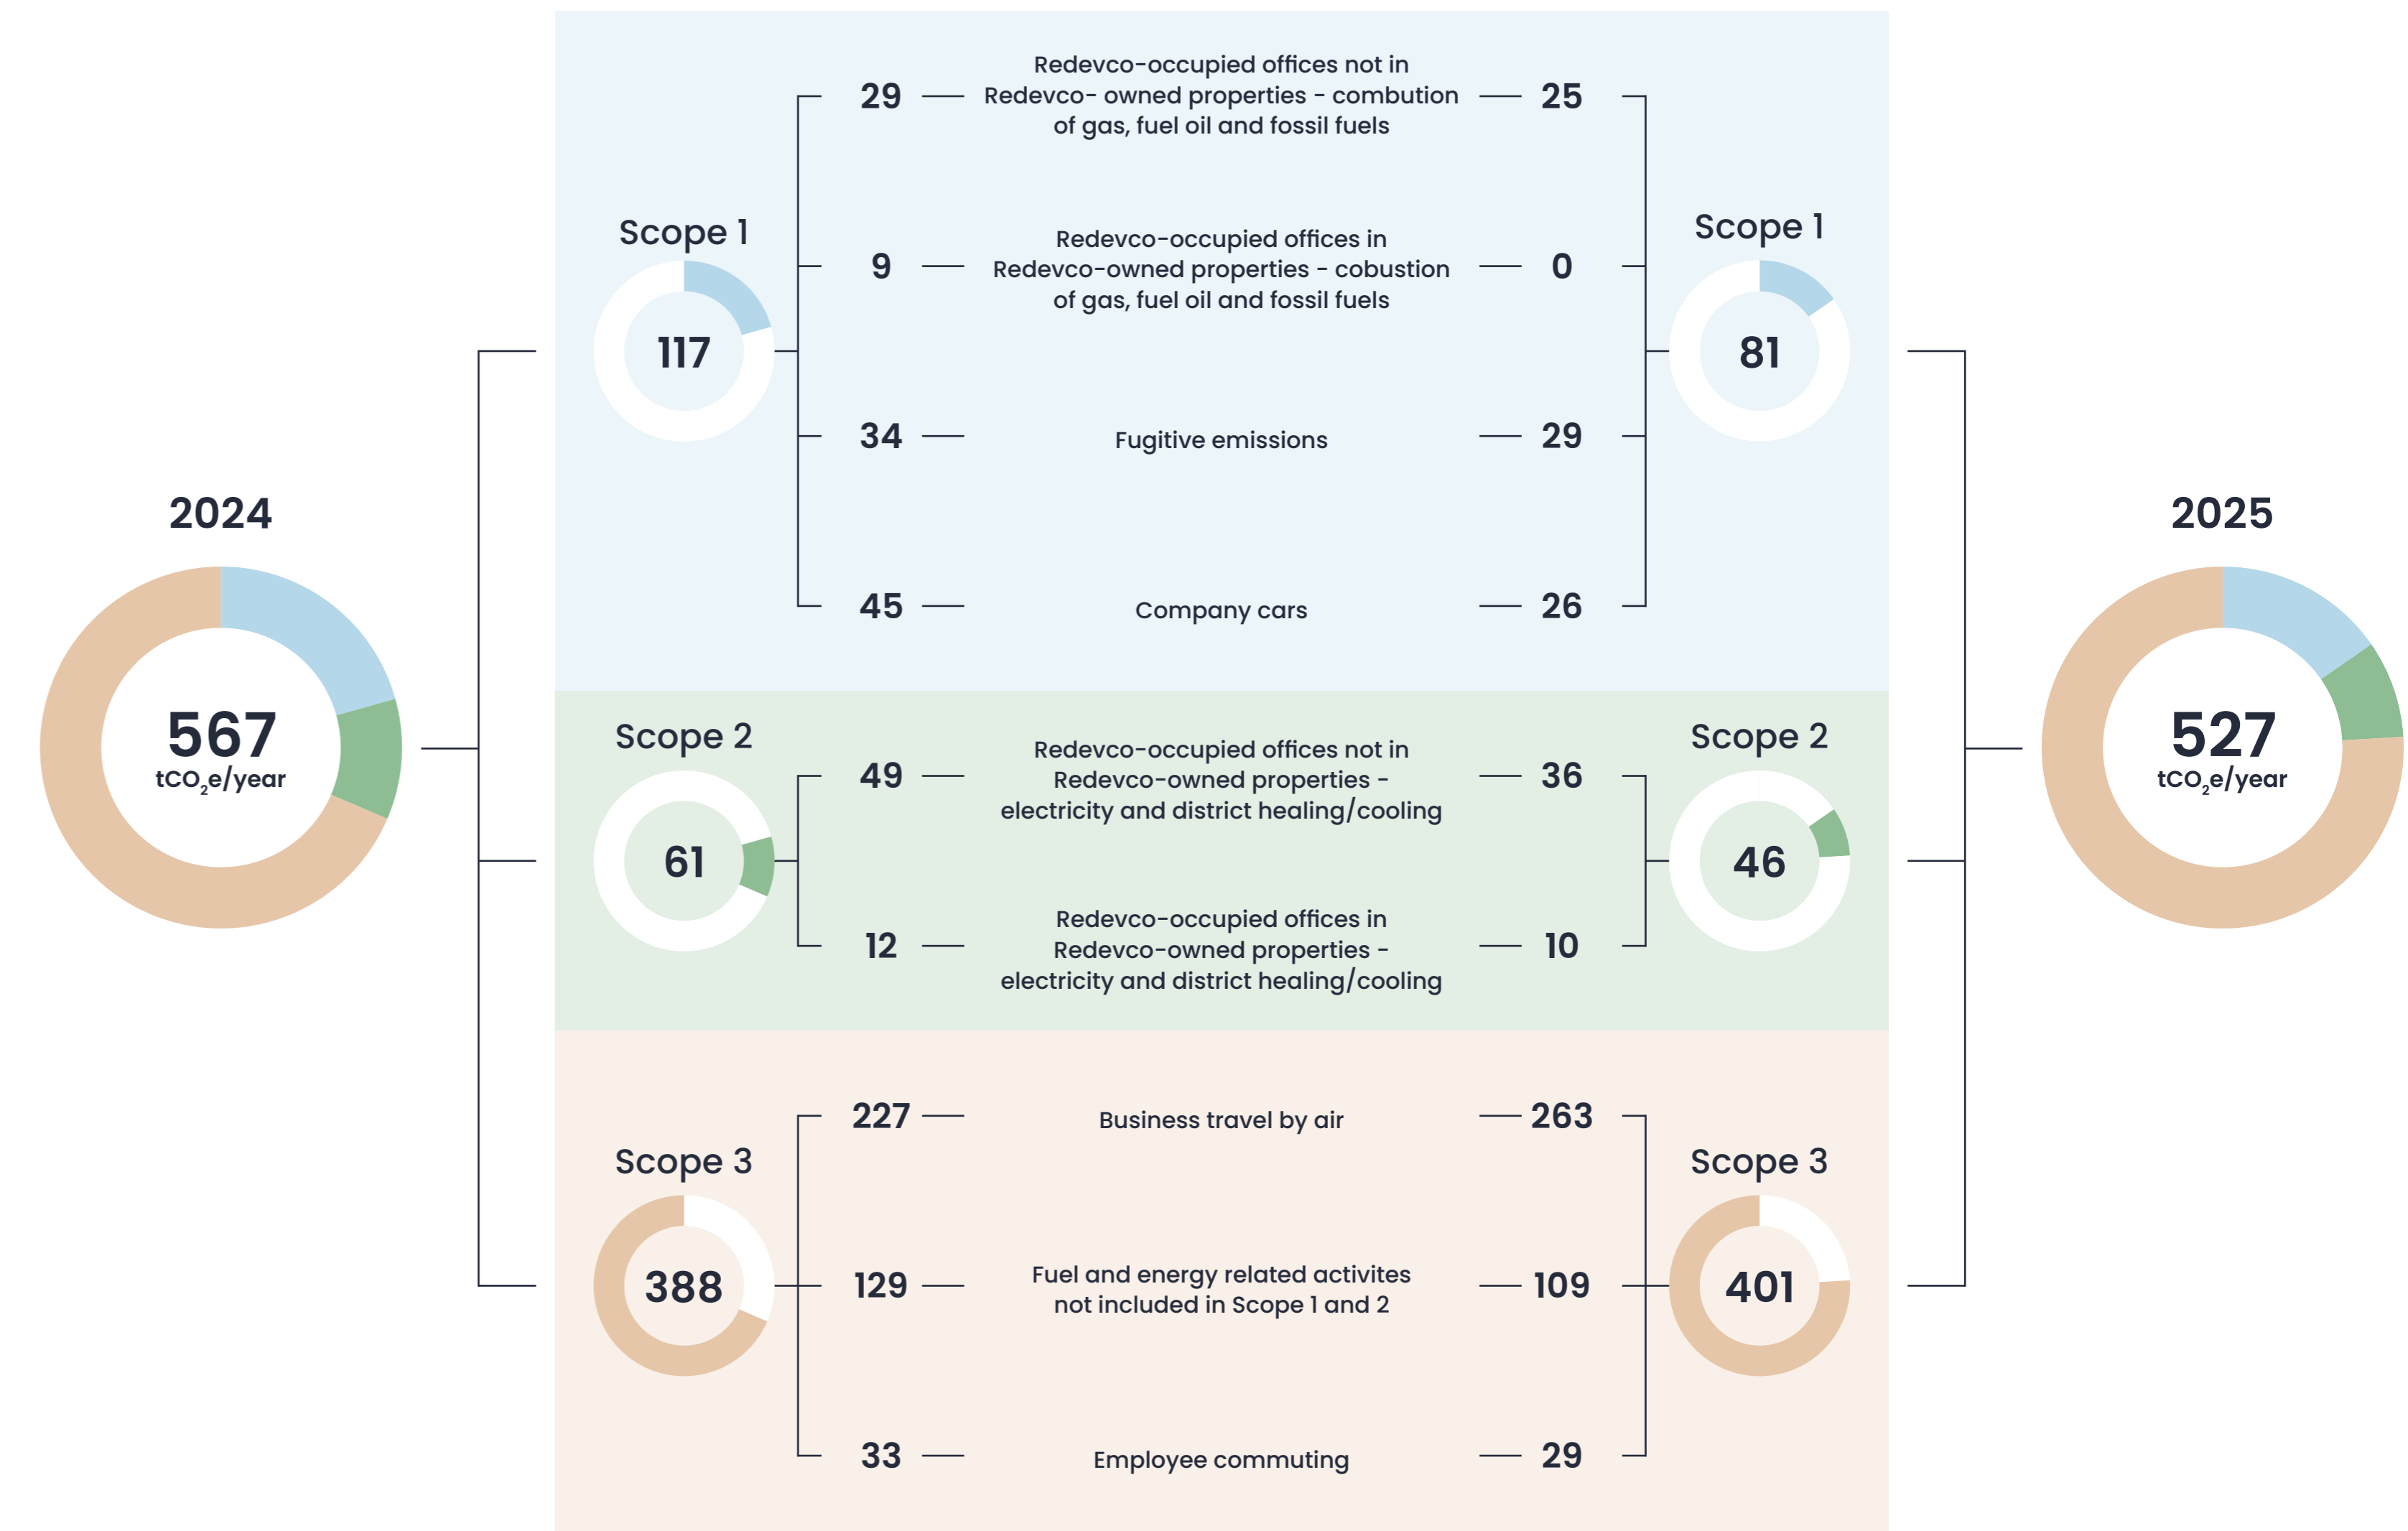 2024
567
tCO₂e/year
Scope 1
117
29
Redevco-occupied offices not in
Redevco- owned properties - combution
of gas, fuel oil and fossil fuels
25
9
Redevco-occupied offices in
Redevco-owned properties - cobustion
of gas, fuel oil and fossil fuels
0
34
Fugitive emissions
29
45
Company cars
26
Scope 1
81
Scope 2
61
49
Redevco-occupied offices not in
Redevco-owned properties -
electricity and district healing/cooling
36
12
Redevco-occupied offices in
Redevco-owned properties -
electricity and district healing/cooling
10
Scope 2
46
Scope 3
388
227
Business travel by air
263
129
Fuel and energy related activites
not included in Scope 1 and 2
109
33
Employee commuting
29
Scope 3
401
2025
527
tCO₂e/year